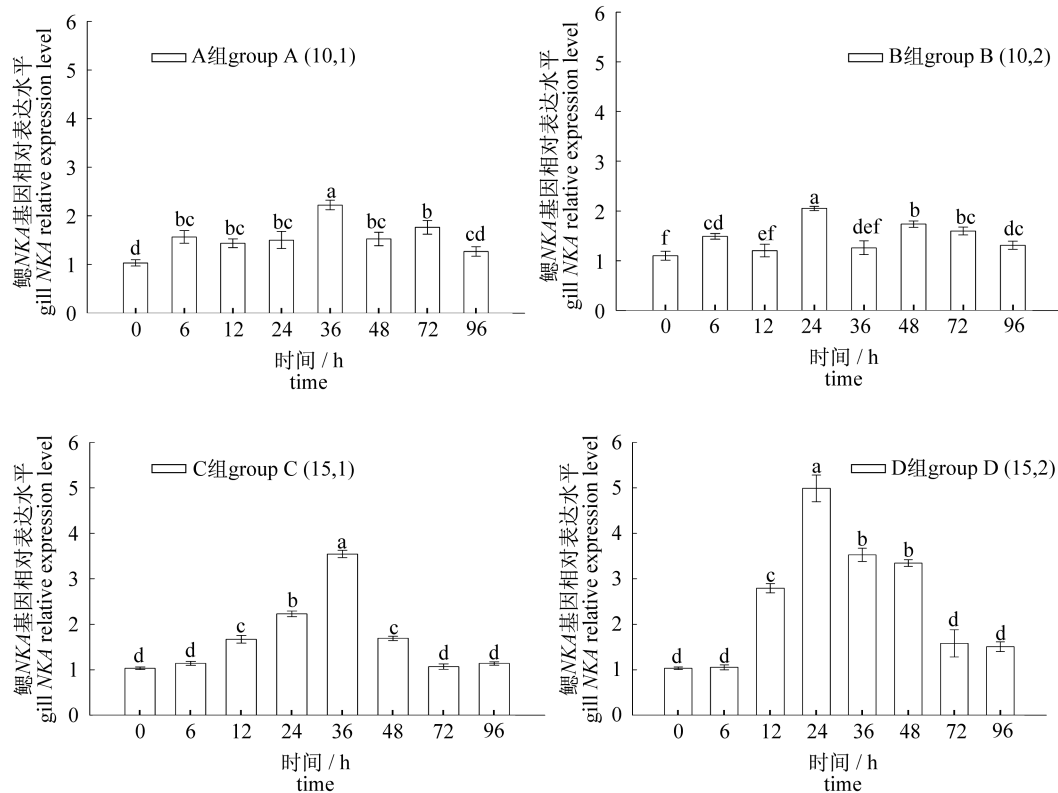 鳃NKA基因相对表达水平
gill NKA relative expression level
6
5
4
3
2
1
0
A组group A (10,1)
d bc bc bc a bc b cd
0 6 12 24 36 48 72 96
时间 / h
time
鳃NKA基因相对表达水平
gill NKA relative expression level
6
5
4
3
2
1
0
B组group B (10,2)
f cd ef a def b bc dc
0 6 12 24 36 48 72 96
时间 / h
time
鳃NKA基因相对表达水平
gill NKA relative expression level
6
5
4
3
2
1
0
C组group C (15,1)
d d c b a c d d
0 6 12 24 36 48 72 96
时间 / h
time
鳃NKA基因相对表达水平
gill NKA relative expression level
6
5
4
3
2
1
0
D组group D (15,2)
d d c a b b d d
0 6 12 24 36 48 72 96
时间 / h
time